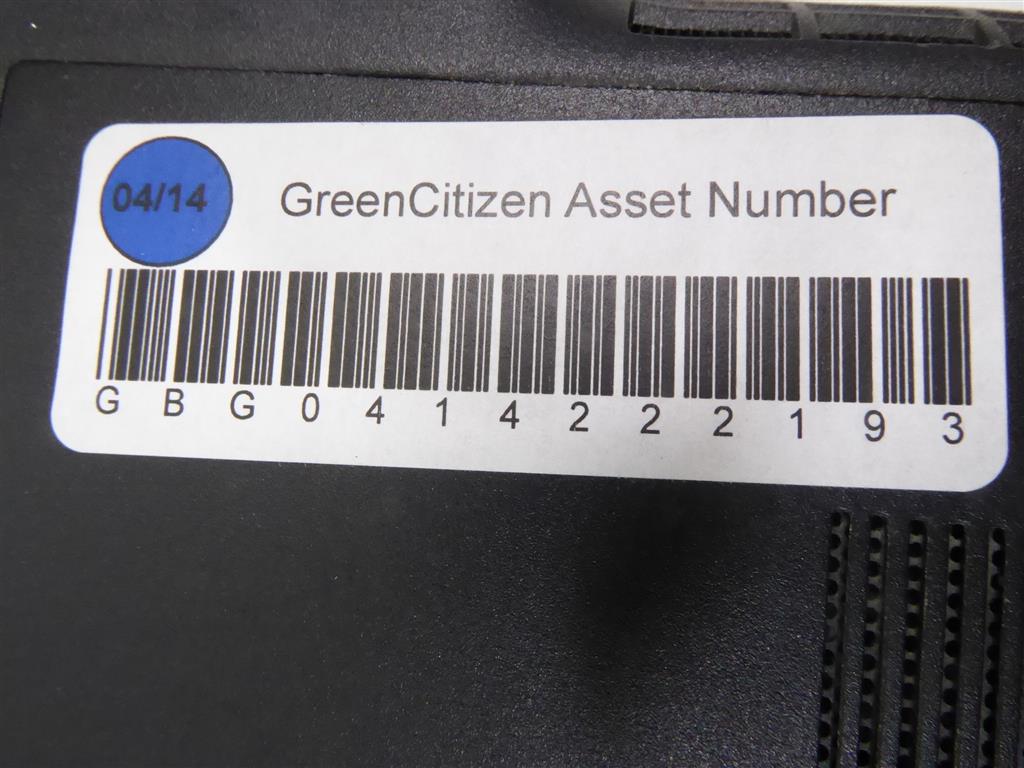 04/14
GreenCitizen Asset Number
GBG0414222193